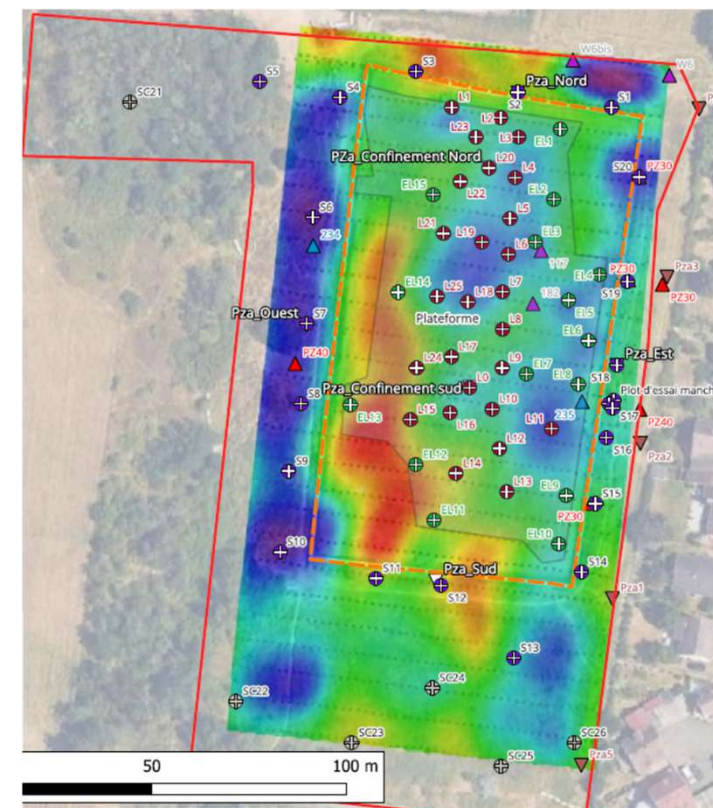 W6bis
W6
S3
S5
Pza_Nord
S4
SC21
L1
S2
S1
P
L2
L23
L3
EL1
PZa_Confinement Nord
L20
L4
S20
PZ30
L22
EL15
EL2
S6
L5
L21
L19
EL3
234
L6
117
Pza3
EL4
PZ30
PZ30
EL14
L25
L18
L7
S19
182
EL5
Pza_Ouest
S7
Plateforme
L8
EL6
L17
Pza_Est
PZ40
L24
L9
EL7
S18
EL8
Pza_Confinement sud
L0
Plot d'essai manch
S8
EL13
L15
L16
L10
235
S17
L11
PZ40
S16
Pza2
L12
EL12
S9
L14
L13
EL9
S15
PZ30
EL11
S10
EL10
S14
S11
Pza_Sud
S12
Pza1
S13
SC24
SC22
SC23
SC26
SC25
Pza5
50
100 m